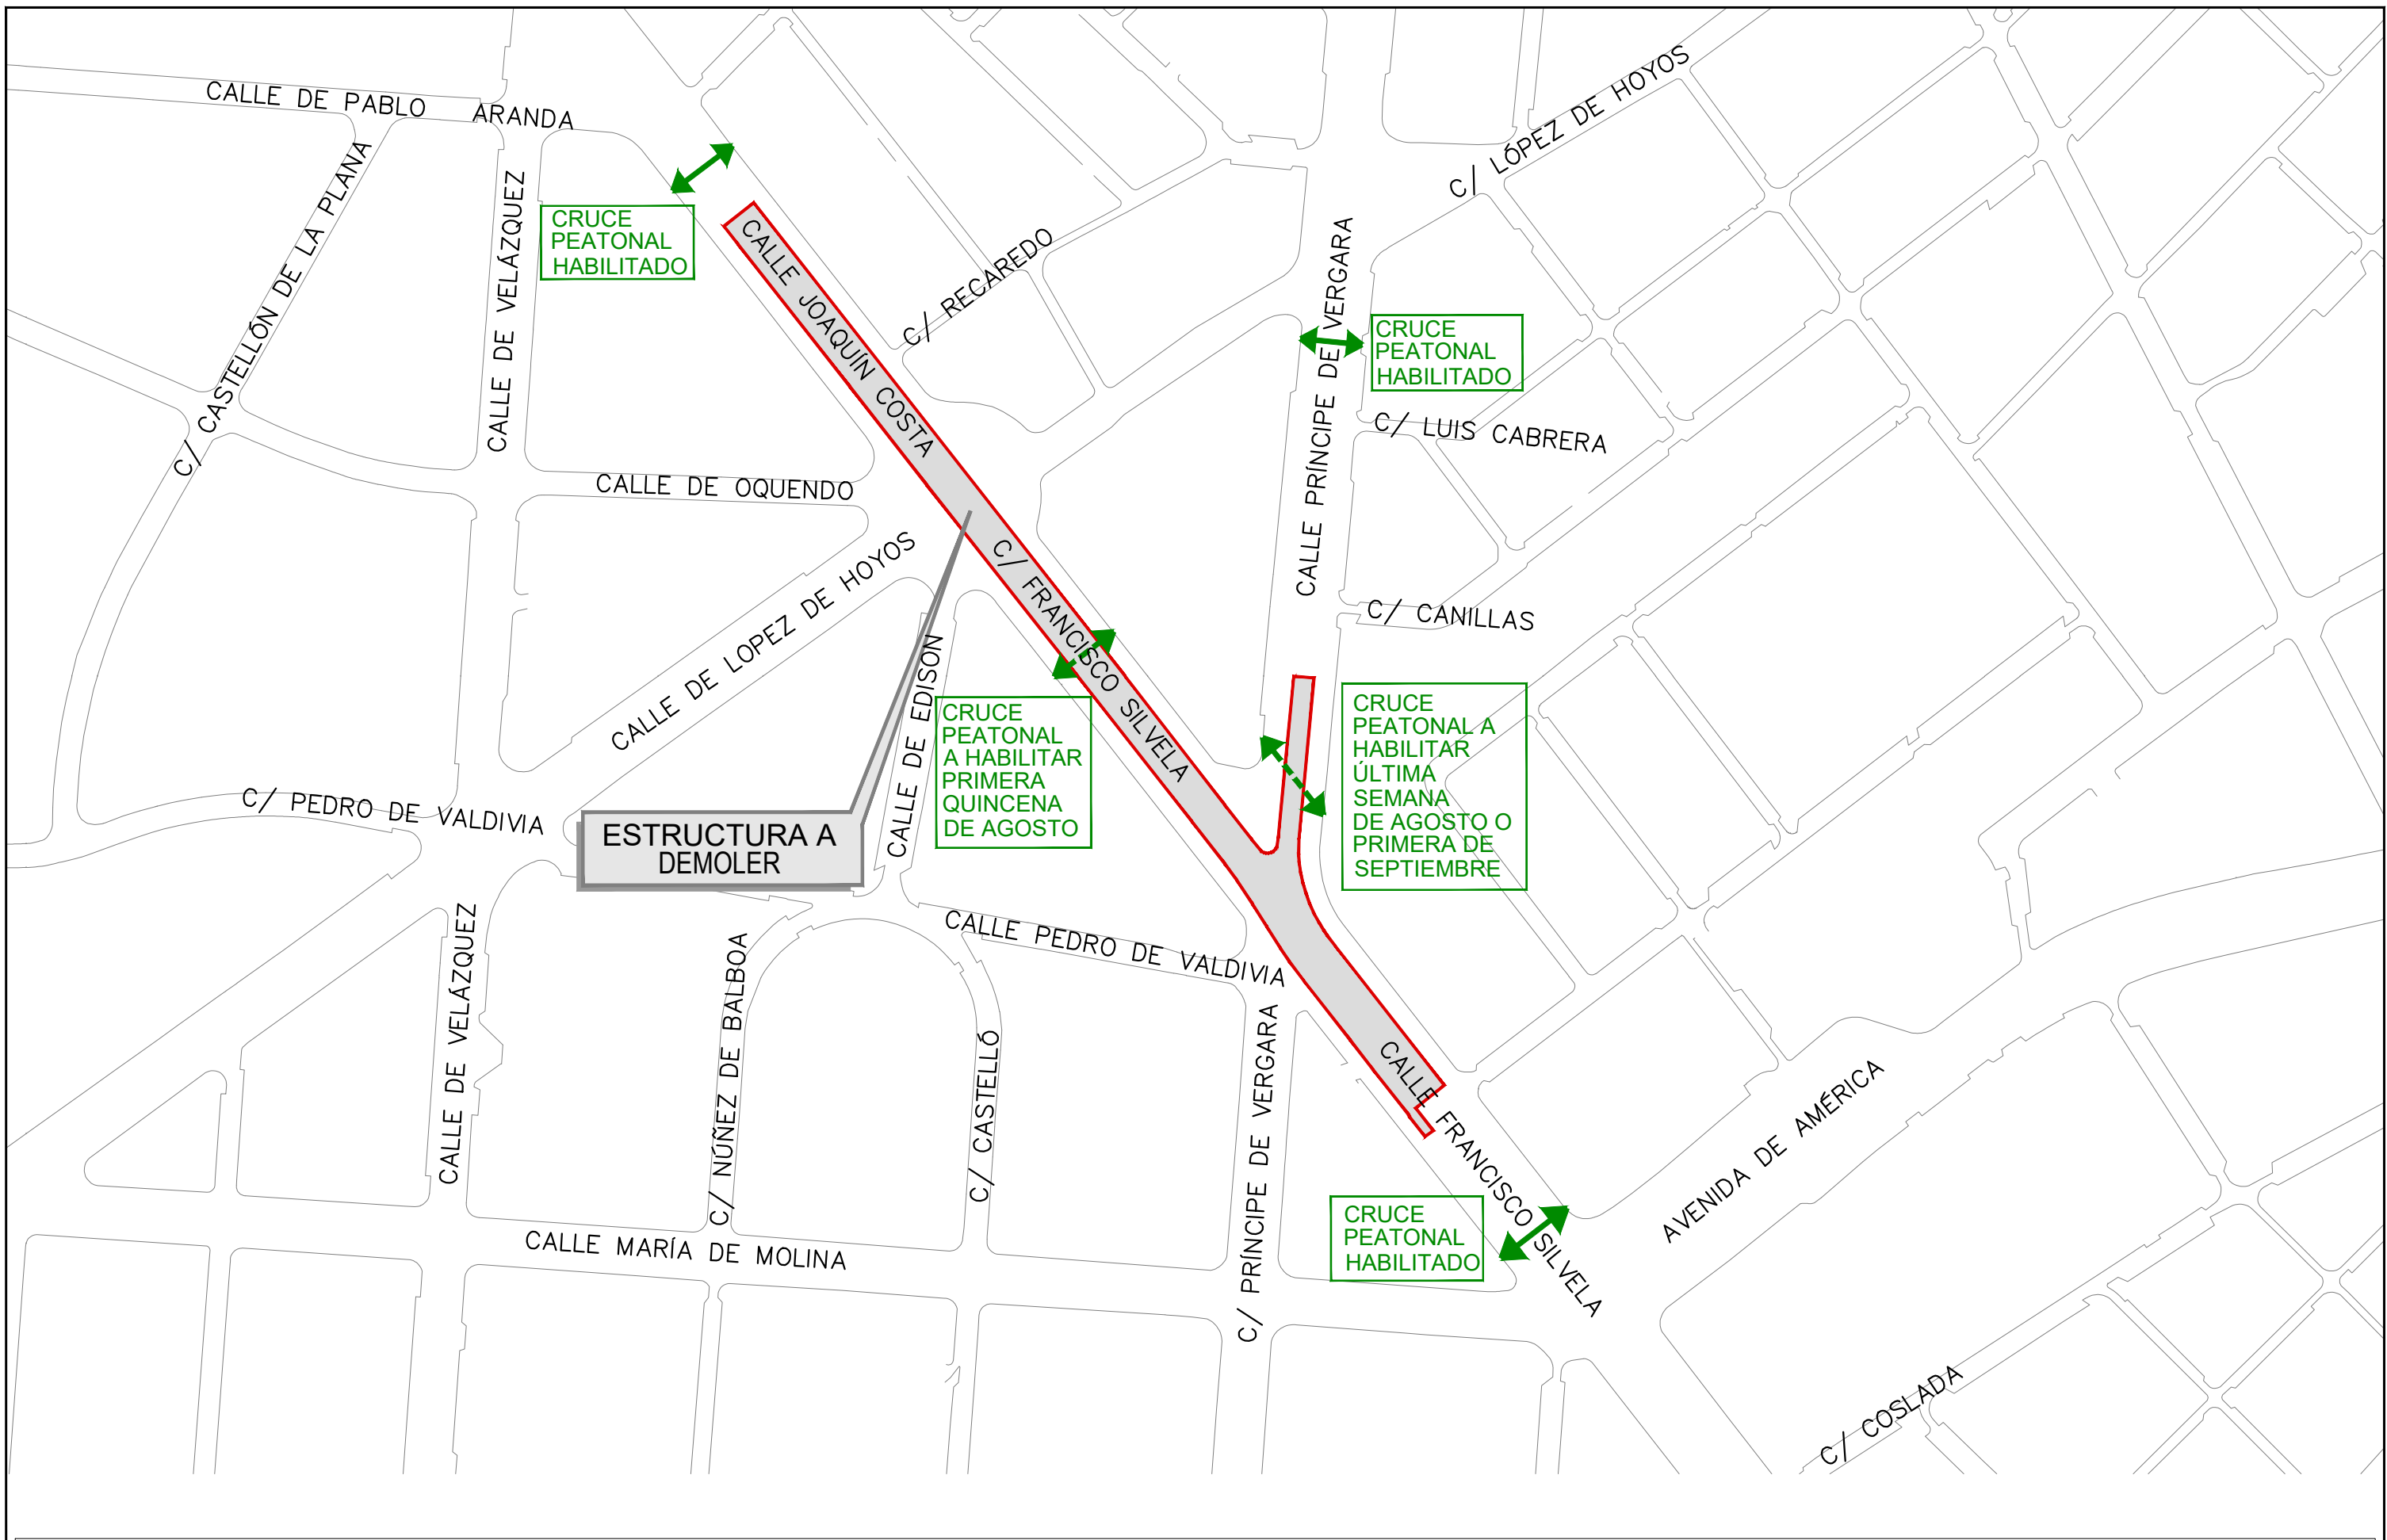 CALLE DE PABLO ARANDA
C/ LÓPEZ DE HOYOS
C/ CASTELLÓN DE LA PLANA
CALLE DE VELÁZQUEZ
CRUCE
PEATONAL
HABILITADO
CALLE JOAQUÍN COSTA
C/ RECAREDO
CALLE PRÍNCIPE DE VERGARA
CRUCE
PEATONAL
HABILITADO
C/ LUIS CABRERA
CALLE DE OQUENDO
CALLE DE LOPEZ DE HOYOS
C/ FRANCISCO SILVELA
C/ CANILLAS
CALLE DE EDISON
CRUCE
PEATONAL
A HABILITAR
PRIMERA
QUINCENA
DE AGOSTO
CRUCE
PEATONAL A
HABILITAR
ÚLTIMA
SEMANA
DE AGOSTO O
PRIMERA DE
SEPTIEMBRE
C/ PEDRO DE VALDIVIA
ESTRUCTURA A
DEMOLER
CALLE PEDRO DE VALDIVIA
CALLE DE VELÁZQUEZ
C/ NÚÑEZ DE BALBOA
C/ CASTELLÓ
C/ PRÍNCIPE DE VERGARA
CALLE FRANCISCO SILVELA
AVENIDA DE AMÉRICA
CRUCE
PEATONAL
HABILITADO
CALLE MARÍA DE MOLINA
C/ COSLADA